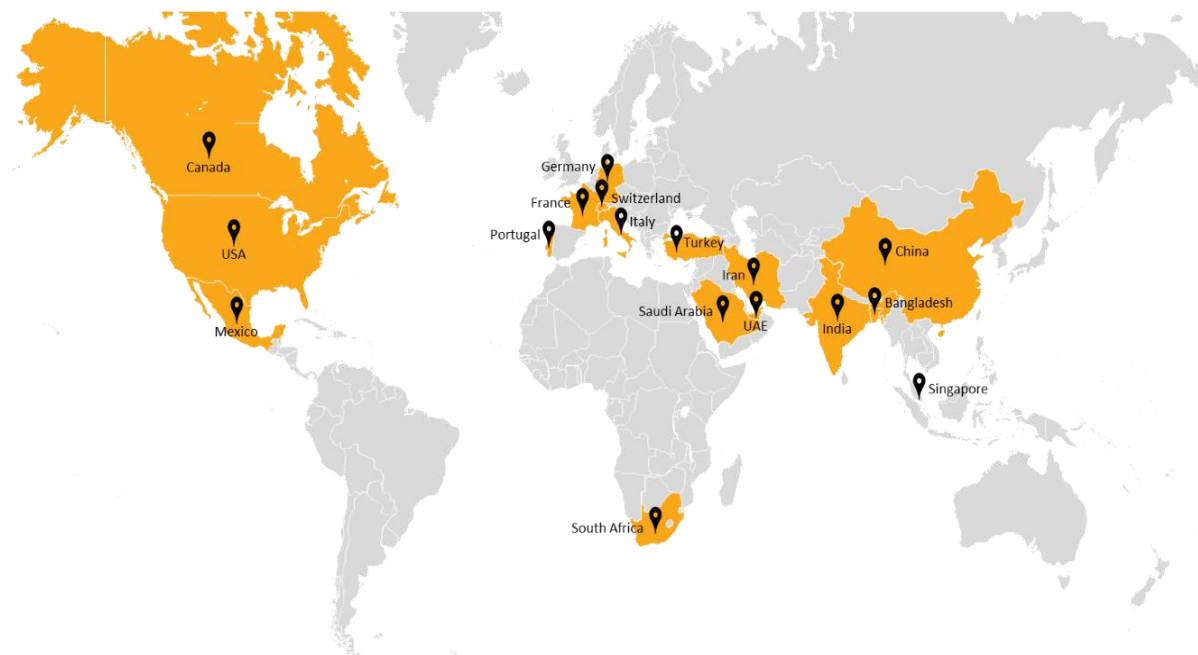 Canada
Germany
Switzerland
France
Italy
Portugal
Turkey
USA
China
Iran
Saudi Arabia
UAE
India
Bangladesh
Mexico
Singapore
South Africa